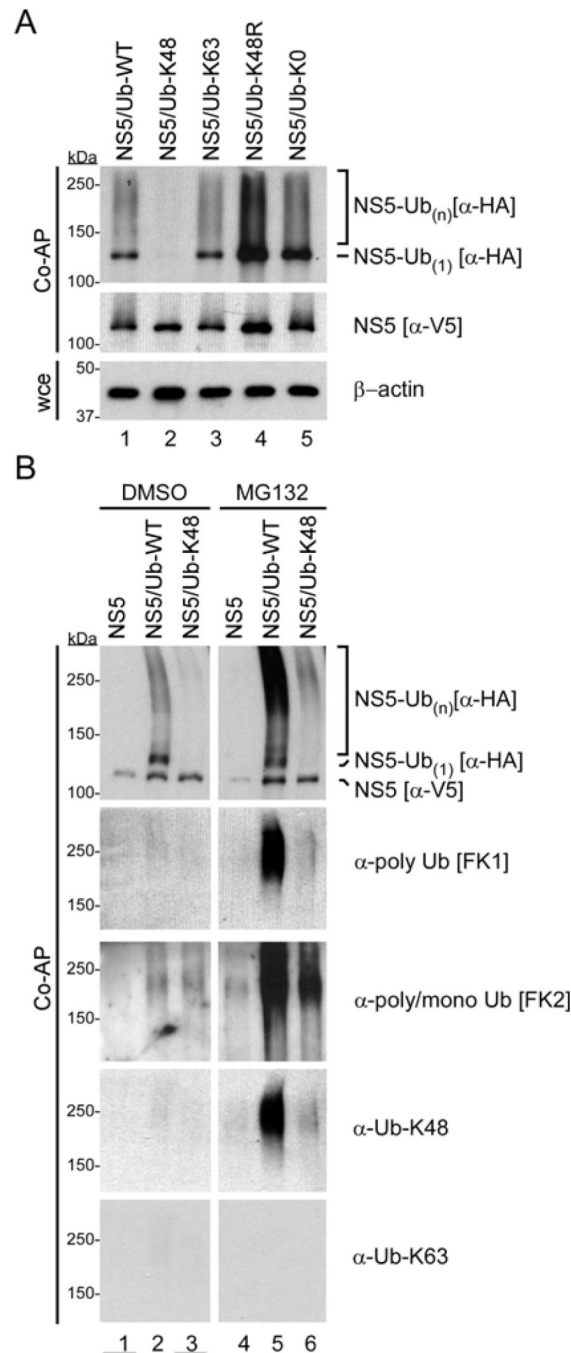 A
NS5/Ub-WT
NS5/Ub-K48
NS5/Ub-K63
NS5/Ub-K48R
NS5/Ub-K0
kDa
250-
150-
100-
NS5-Ub(n)[α-HA]
NS5-Ub(1) [α-HA]
Co-AP
100-
NS5 [α-V5]
wce
50-
37-
β-actin
1 2 3 4 5
B
DMSO MG132
NS5
NS5/Ub-WT
NS5/Ub-K48
NS5
NS5/Ub-WT
NS5/Ub-K48
kDa
250-
150-
100-
NS5-Ub(n)[α-HA]
NS5-Ub(1) [α-HA]
NS5 [α-V5]
Co-AP
250-
150-
α-poly Ub [FK1]
250-
150-
α-poly/mono Ub [FK2]
250-
150-
α-Ub-K48
250-
150-
α-Ub-K63
1 2 3 4 5 6